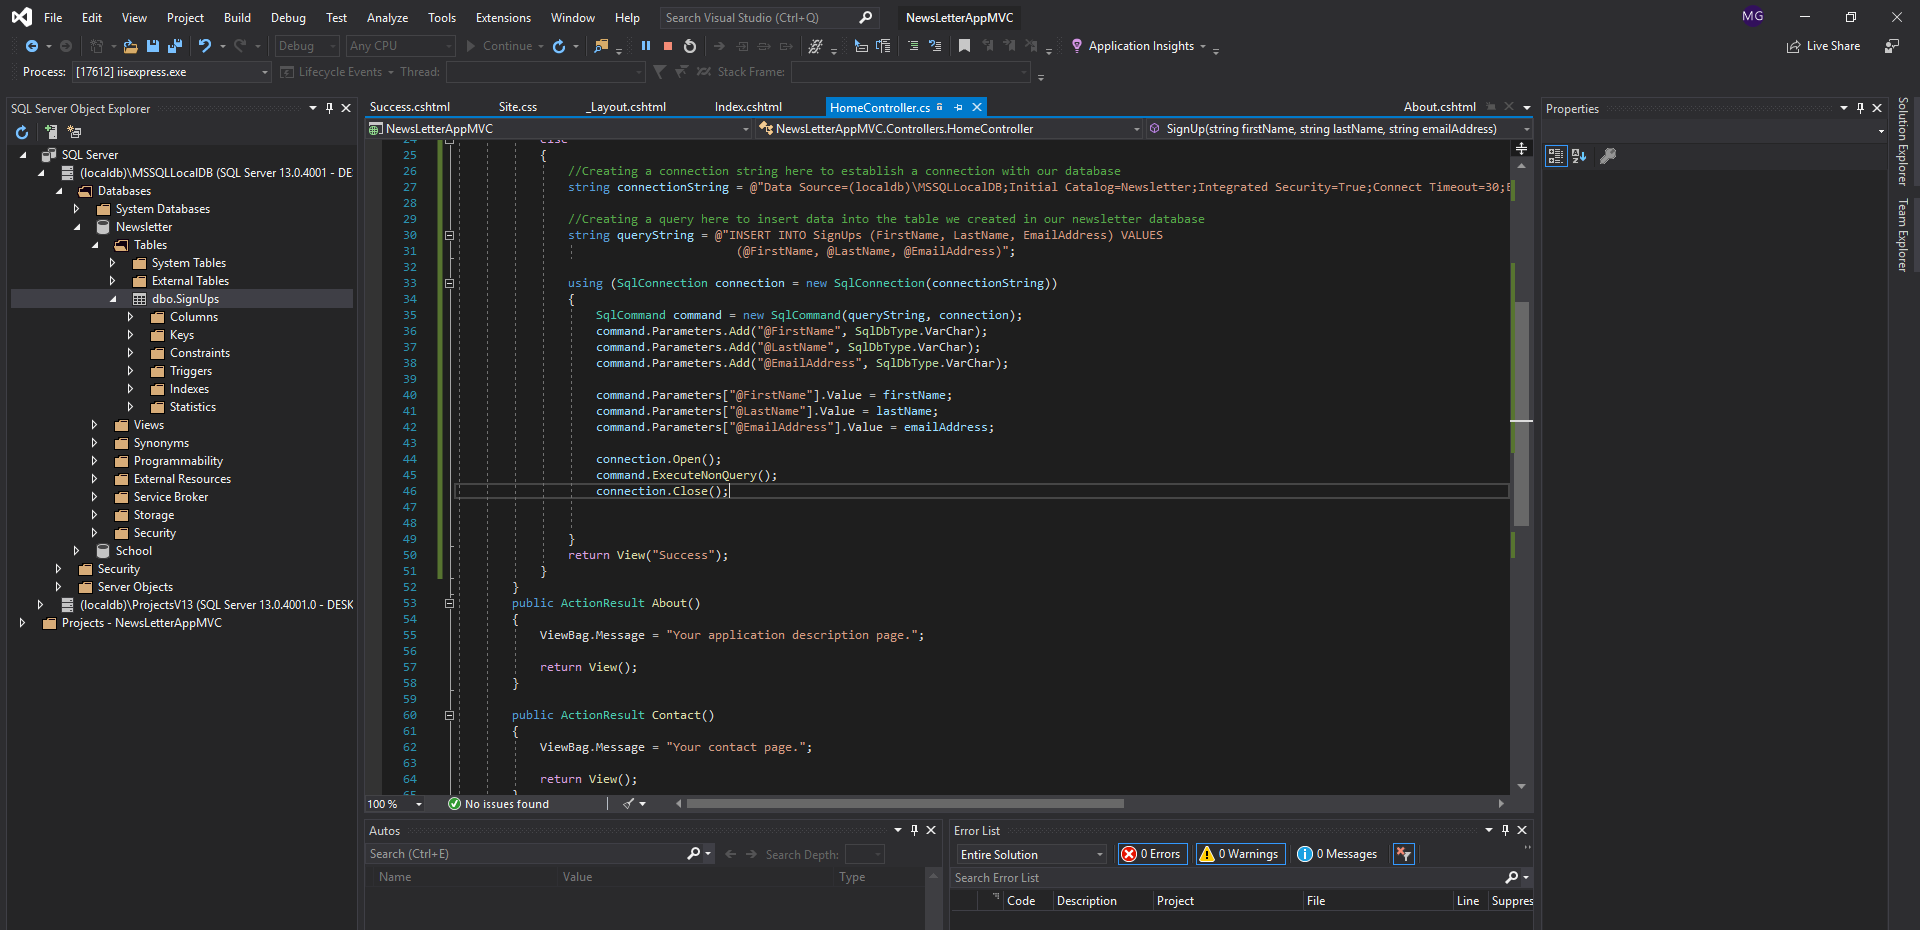 File Edit View Project Build Debug Test Analyze Tools Extensions Window Help Search Visual Studio (Ctrl+Q) NewsLetterAppMVC MG
Debug Any CPU Continue Application Insights Live Share
Process: [17612] iisexpress.exe Lifecycle Events Thread: Stack Frame:
SQL Server Object Explorer
SQL Server
(localdb)\MSSQLLocalDB (SQL Server 13.0.4001 - DE
Databases
System Databases
Newsletter
Tables
System Tables
External Tables
dbo.SignUps
Columns
Keys
Constraints
Triggers
Indexes
Statistics
Views
Synonyms
Programmability
External Resources
Service Broker
Storage
Security
School
Security
Server Objects
(localdb)\ProjectsV13 (SQL Server 13.0.4001.0 - DESK
Projects - NewsLetterAppMVC
Success.cshtml Site.css _Layout.cshtml Index.cshtml HomeController.cs About.cshtml
NewsLetterAppMVC NewsLetterAppMVC.Controllers.HomeController SignUp(string firstName, string lastName, string emailAddress)
24 else
25 {
26 //Creating a connection string here to establish a connection with our database
27 string connectionString = @"Data Source=(localdb)\MSSQLLocalDB;Initial Catalog=Newsletter;Integrated Security=True;Connect Timeout=30;E
28
29 //Creating a query here to insert data into the table we created in our newsletter database
30 string queryString = @"INSERT INTO SignUps (FirstName, LastName, EmailAddress) VALUES
31 (@FirstName, @LastName, @EmailAddress)";
32
33 using (SqlConnection connection = new SqlConnection(connectionString))
34 {
35 SqlCommand command = new SqlCommand(queryString, connection);
36 command.Parameters.Add("@FirstName", SqlDbType.VarChar);
37 command.Parameters.Add("@LastName", SqlDbType.VarChar);
38 command.Parameters.Add("@EmailAddress", SqlDbType.VarChar);
39
40 command.Parameters["@FirstName"].Value = firstName;
41 command.Parameters["@LastName"].Value = lastName;
42 command.Parameters["@EmailAddress"].Value = emailAddress;
43
44 connection.Open();
45 command.ExecuteNonQuery();
46 connection.Close();
47
48
49 }
50 return View("Success");
51 }
52 }
53 public ActionResult About()
54 {
55 ViewBag.Message = "Your application description page.";
56
57 return View();
58 }
59
60 public ActionResult Contact()
61 {
62 ViewBag.Message = "Your contact page.";
63
64 return View();
65 }
100 % No issues found
Autos
Search (Ctrl+E) Search Depth:
Name Value Type
Error List
Entire Solution 0 Errors 0 Warnings 0 Messages
Search Error List
Code Description Project File Line Suppres
Properties
Solution Explorer
Team Explorer